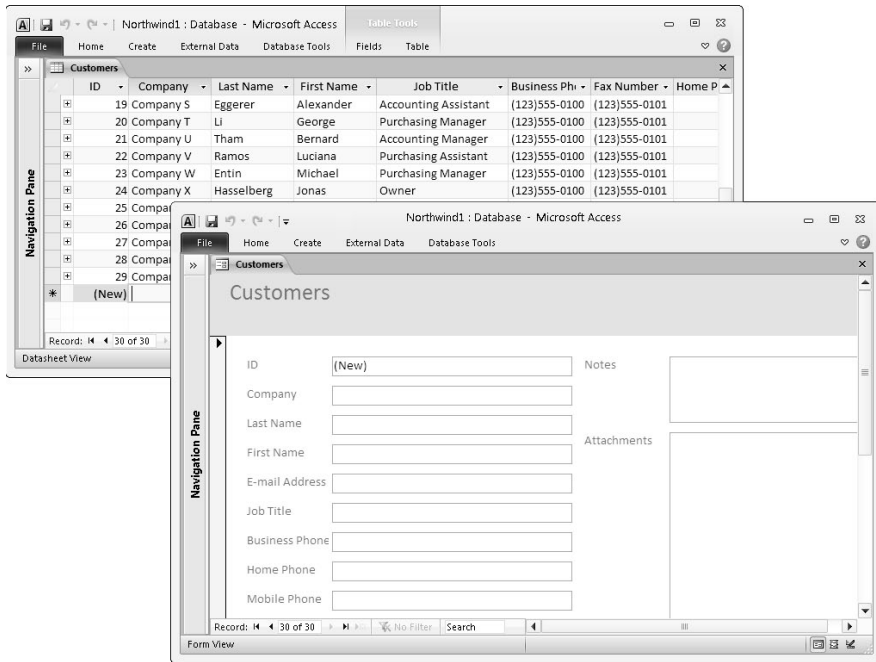 Northwind1 : Database - Microsoft Access Table Tools
File Home Create External Data Database Tools Fields Table
Customers
ID Company Last Name First Name Job Title Business Ph Fax Number Home P
19 Company S Eggerer Alexander Accounting Assistant (123)555-0100 (123)555-0101
20 Company T Li George Purchasing Manager (123)555-0100 (123)555-0101
21 Company U Tham Bernard Accounting Manager (123)555-0100 (123)555-0101
22 Company V Ramos Luciana Purchasing Assistant (123)555-0100 (123)555-0101
23 Company W Entin Michael Purchasing Manager (123)555-0100 (123)555-0101
24 Company X Hasselberg Jonas Owner (123)555-0100 (123)555-0101
25 Compa
26 Compa
27 Compa
28 Compa
29 Compa
(New)
Navigation Pane
Record: 30 of 30
Datasheet View
Northwind1 : Database - Microsoft Access
File Home Create External Data Database Tools
Customers
Customers
Navigation Pane
ID (New)
Company
Last Name
First Name
E-mail Address
Job Title
Business Phone
Home Phone
Mobile Phone
Notes
Attachments
Record: 30 of 30 No Filter Search
Form View